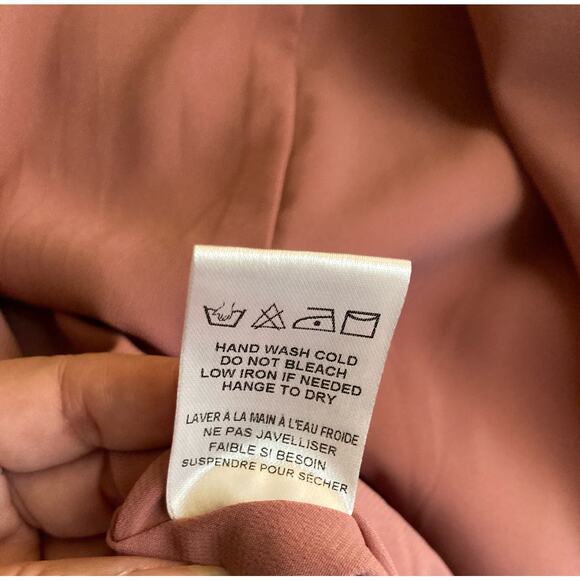 HAND WASH COLD
DO NOT BLEACH
LOW IRON IF NEEDED
HANGE TO DRY
LAVER À LA MAIN À L'EAU FROIDE
NE PAS JAVELLISER
FAIBLE SI BESOIN
SUSPENDRE POUR SÉCHER